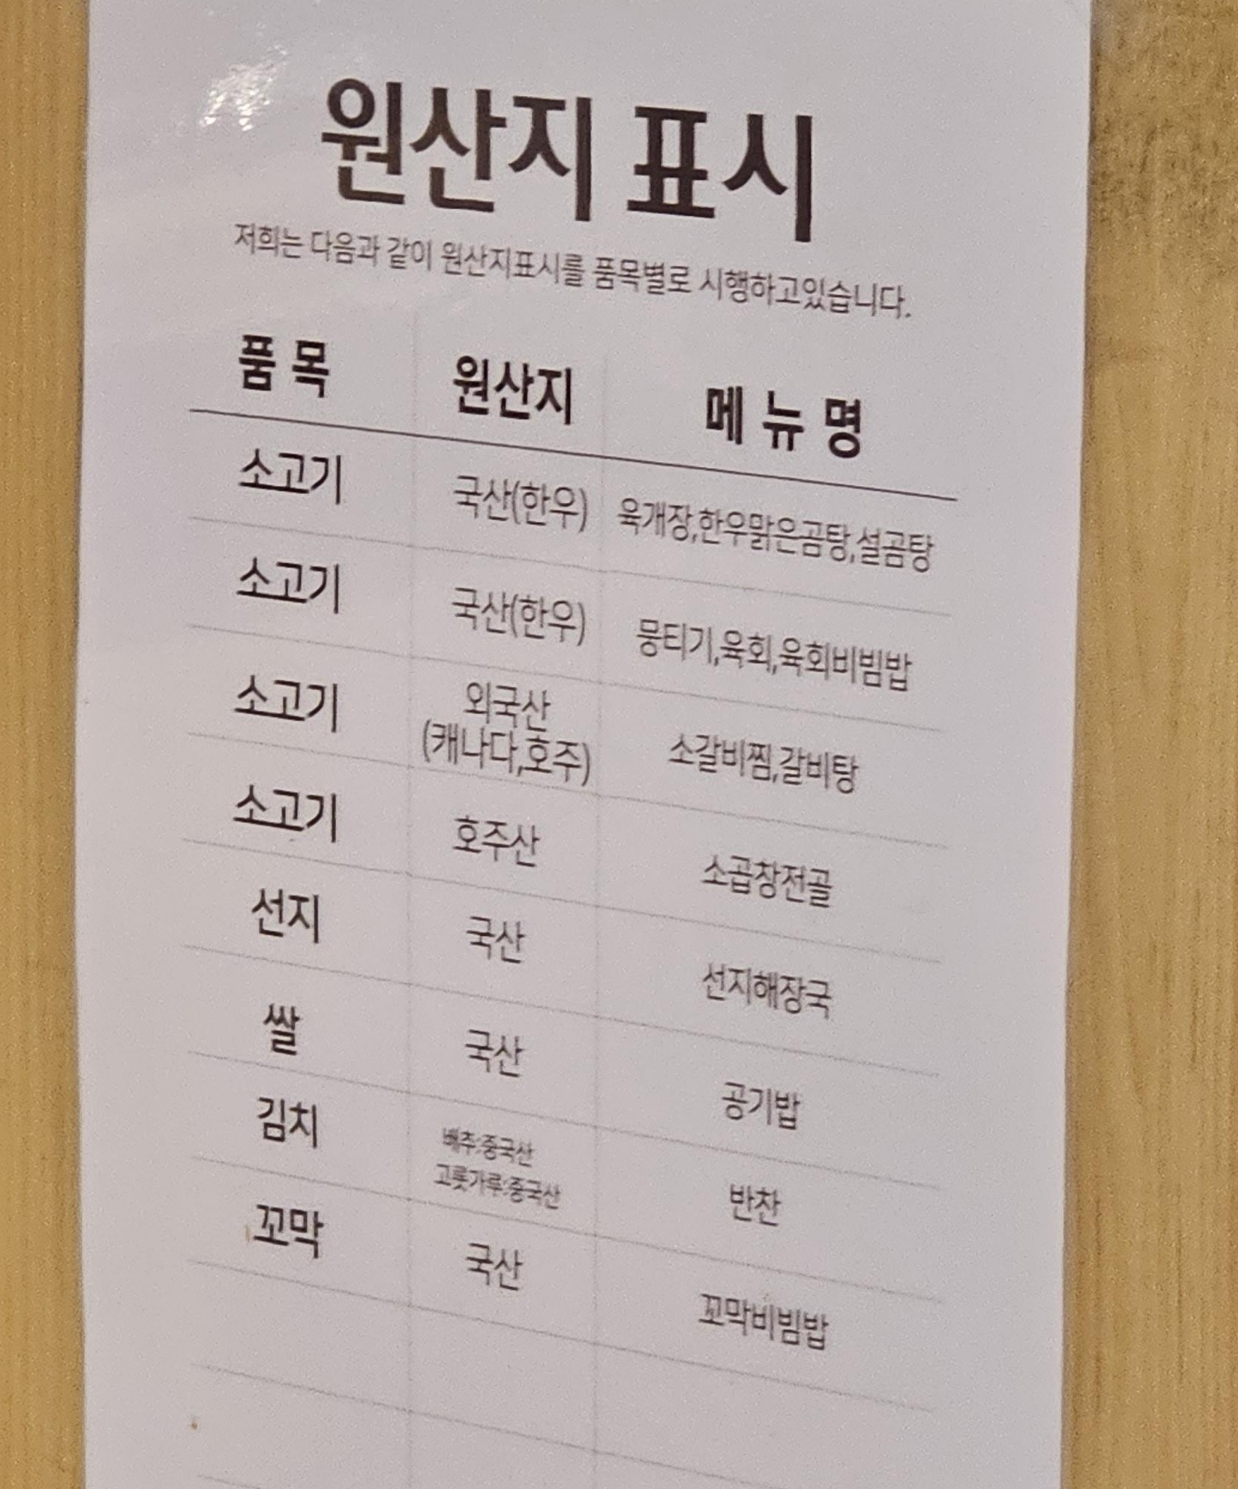 원산지 표시
저희는 다음과 같이 원산지표시를 품목별로 시행하고있습니다.
품 목 원산지 메 뉴 명
소고기 국산(한우) 육개장,한우맑은곰탕,설곰탕
소고기 국산(한우) 뭉티기,육회,육회비빔밥
소고기 외국산 소갈비찜,갈비탕
(캐나다,호주)
소고기 호주산 소곱창전골
선지 국산 선지해장국
쌀 국산 공기밥
김치 배추:중국산 반찬
고룻가루:중국산
꼬막 국산 꼬막비빔밥